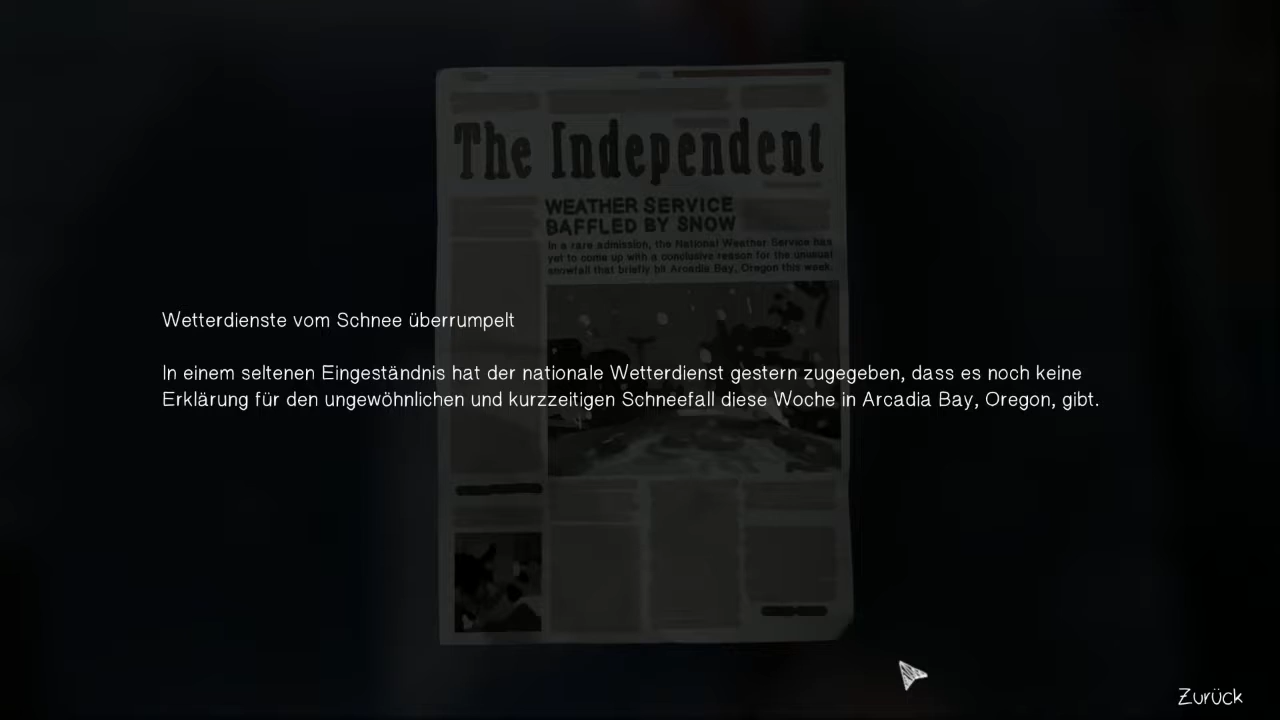 The Independent
WEATHER SERVICE
BAFFLED BY SNOW
In a rare admission, the National Weather Service has
yet to come up with a conclusive reason for the unusual
snowfall that briefly hit Arcadia Bay, Oregon this week.
Wetterdienste vom Schnee überrumpelt
In einem seltenen Eingeständnis hat der nationale Wetterdienst gestern zugegeben, dass es noch keine
Erklärung für den ungewöhnlichen und kurzzeitigen Schneefall diese Woche in Arcadia Bay, Oregon, gibt.
Zurück